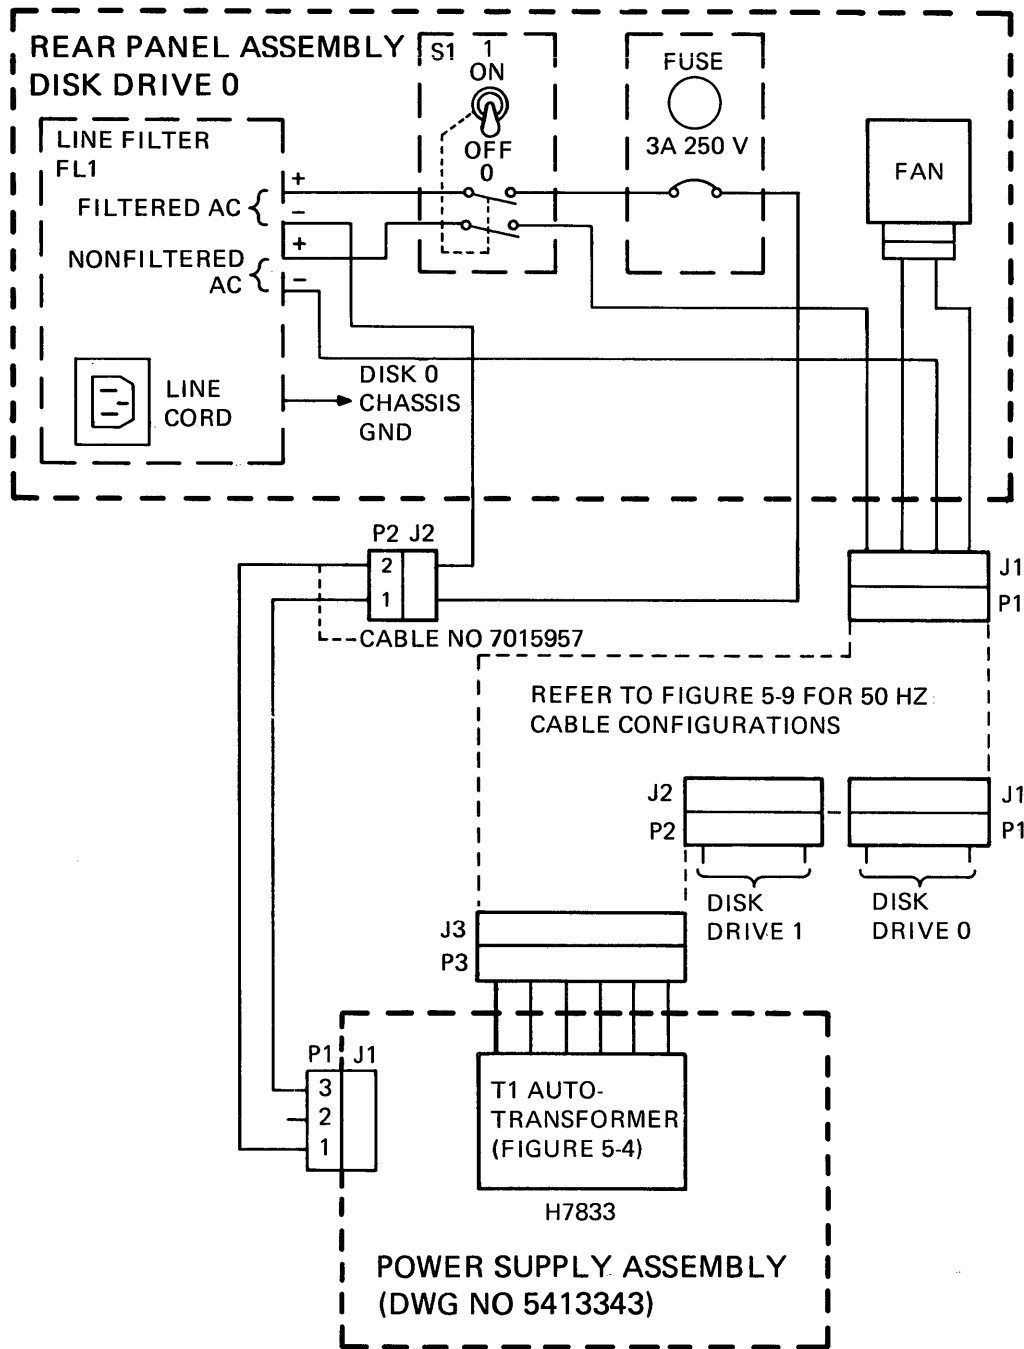 REAR PANEL ASSEMBLY
DISK DRIVE 0
S1
1
ON
OFF
0
FUSE
3A 250 V
FAN
LINE FILTER
FL1
FILTERED AC
+
–
NONFILTERED
AC
+
–
LINE
CORD
DISK 0
CHASSIS
GND
P2 J2
2
1
CABLE NO 7015957
J1
P1
REFER TO FIGURE 5-9 FOR 50 HZ
CABLE CONFIGURATIONS
J2
P2
J1
P1
DISK
DRIVE 1
DISK
DRIVE 0
J3
P3
P1 J1
3
2
1
T1 AUTO-
TRANSFORMER
(FIGURE 5-4)
H7833
POWER SUPPLY ASSEMBLY
(DWG NO 5413343)